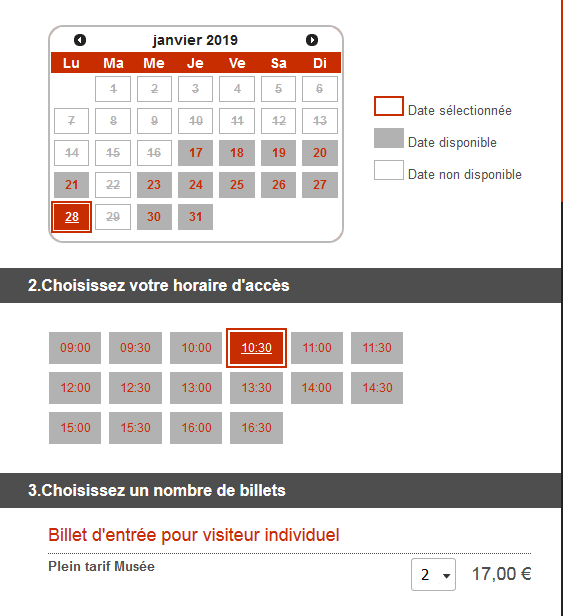 janvier 2019
Lu Ma Me Je Ve Sa Di
1 2 3 4 5 6
7 8 9 10 11 12 13
14 15 16 17 18 19 20
21 22 23 24 25 26 27
28 29 30 31
Date sélectionnée
Date disponible
Date non disponible
2.Choisissez votre horaire d'accès
09:00 09:30 10:00 10:30 11:00 11:30
12:00 12:30 13:00 13:30 14:00 14:30
15:00 15:30 16:00 16:30
3.Choisissez un nombre de billets
Billet d'entrée pour visiteur individuel
Plein tarif Musée 2 17,00 €